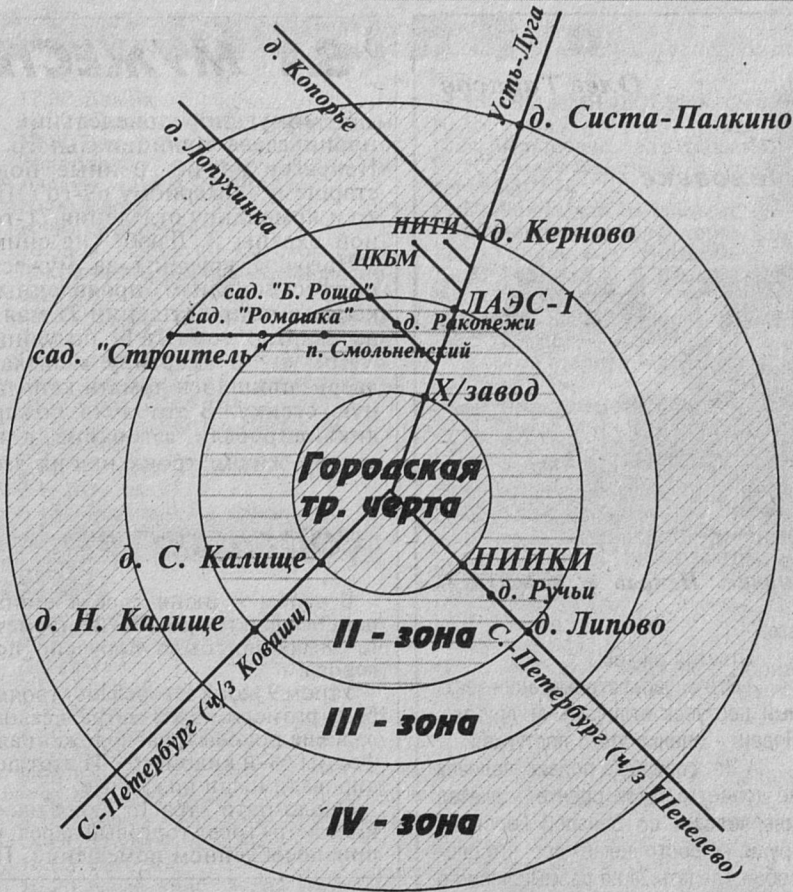 д. Копорье
Усть-Луга
д. Систа-Палкино
д. Лопухинка
НИТИ
д. Керново
ЦКБМ
сад. "Б. Роща"
ЛАЭС-1
сад. "Ромашка"
д. Ракопежи
сад. "Строитель"
п. Смольненский
Х/завод
Городская
тр. черта
д. С. Калище
НИИКИ
д. Ручьи
д. Н. Калище
д. Липово
II - зона
III - зона
IV - зона
С.-Петербург (ч/з Коваши)
С.-Петербург (ч/з Шепелево)